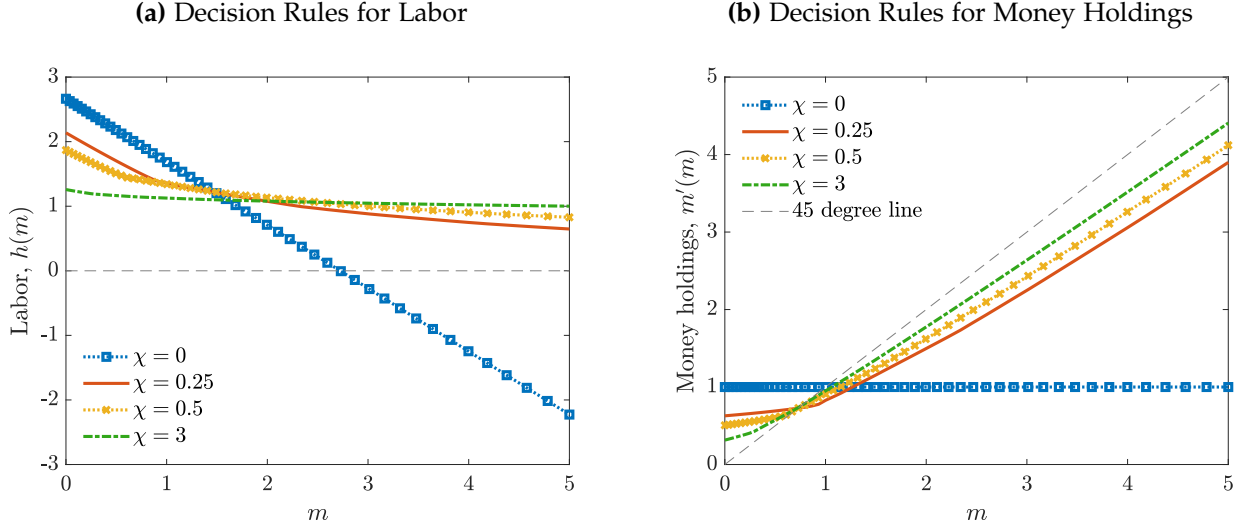 (a) Decision Rules for Labor
3
2
1
0
-1
-2
-3
Labor, h(m)
χ = 0
χ = 0.25
χ = 0.5
χ = 3
0 1 2 3 4 5
m
(b) Decision Rules for Money Holdings
5
4
3
2
1
0
Money holdings, m′(m)
χ = 0
χ = 0.25
χ = 0.5
χ = 3
45 degree line
0 1 2 3 4 5
m